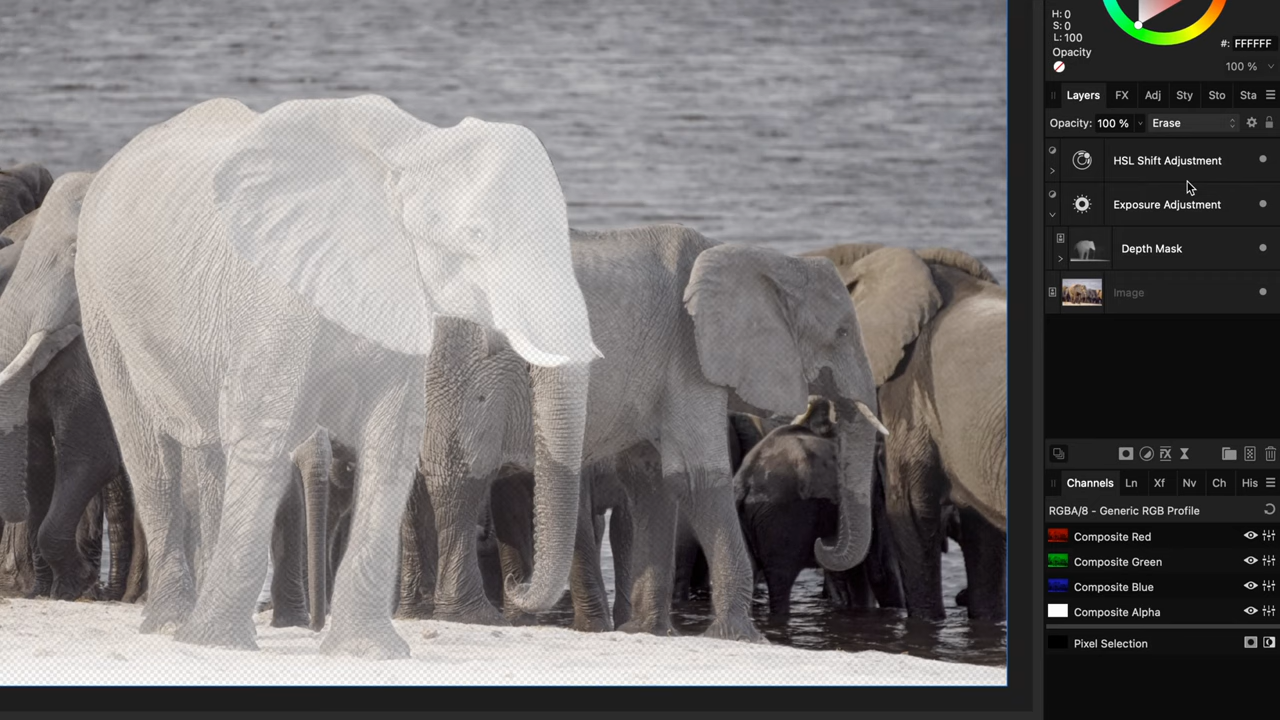 H: 0
S: 0
L: 100
#: FFFFFF
Opacity
100 %
Layers FX Adj Sty Sto Sta
Opacity: 100 % Erase
HSL Shift Adjustment
Exposure Adjustment
Depth Mask
Image
Channels Ln Xf Nv Ch His
RGBA/8 - Generic RGB Profile
Composite Red
Composite Green
Composite Blue
Composite Alpha
Pixel Selection